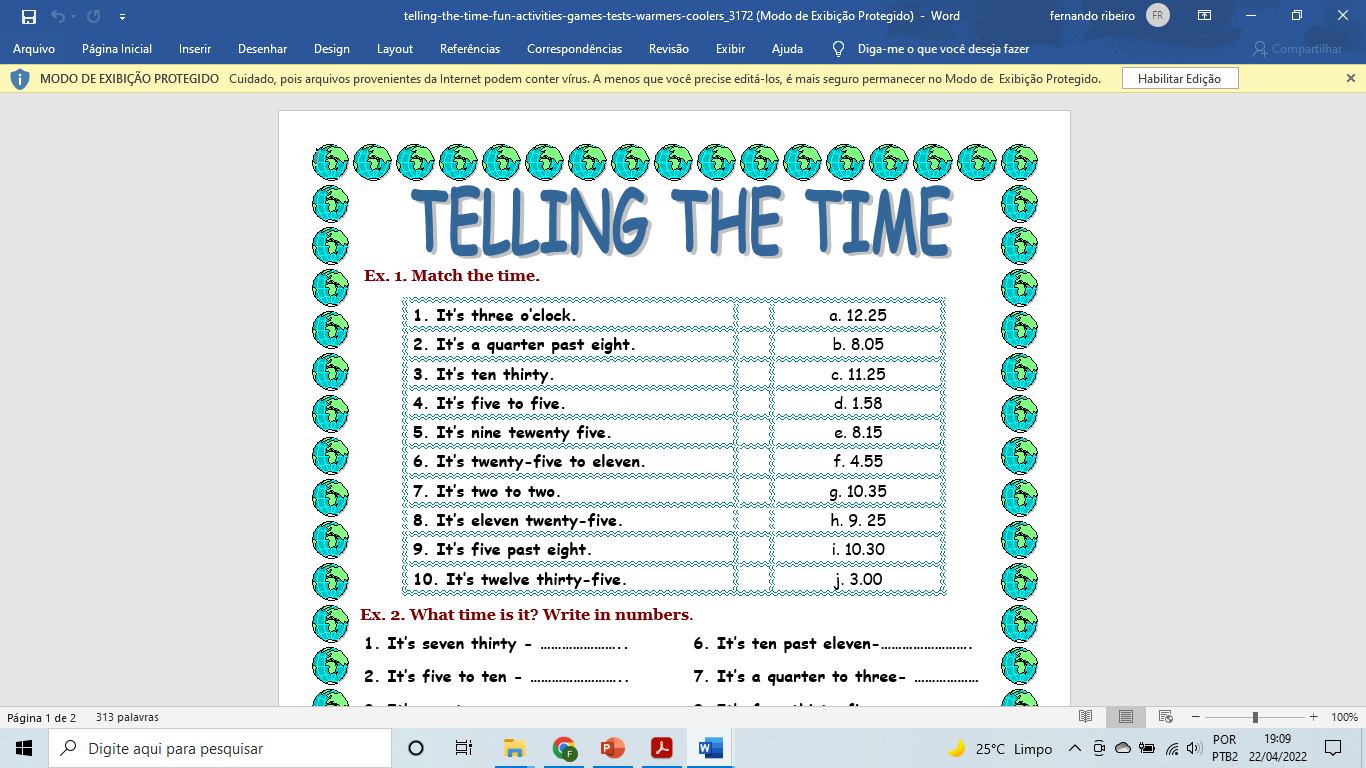 telling-the-time-fun-activities-games-tests-warmers-coolers_3172 (Modo de Exibição Protegido) - Word
fernando ribeiro
FR
Arquivo Página Inicial Inserir Desenhar Design Layout Referências Correspondências Revisão Exibir Ajuda Diga-me o que você deseja fazer Compartilhar
MODO DE EXIBIÇÃO PROTEGIDO Cuidado, pois arquivos provenientes da Internet podem conter vírus. A menos que você precise editá-los, é mais seguro permanecer no Modo de Exibição Protegido. Habilitar Edição
TELLING THE TIME
Ex. 1. Match the time.
1. It's three o'clock. a. 12.25
2. It's a quarter past eight. b. 8.05
3. It's ten thirty. c. 11.25
4. It's five to five. d. 1.58
5. It's nine tewenty five. e. 8.15
6. It's twenty-five to eleven. f. 4.55
7. It's two to two. g. 10.35
8. It's eleven twenty-five. h. 9. 25
9. It's five past eight. i. 10.30
10. It's twelve thirty-five. j. 3.00
Ex. 2. What time is it? Write in numbers.
1. It's seven thirty - ………………….. 6. It's ten past eleven-…………………….
2. It's five to ten - …………………….. 7. It's a quarter to three- ………………
Página 1 de 2 313 palavras 100%
Digite aqui para pesquisar
25°C Limpo
POR
PTB2
19:09
22/04/2022